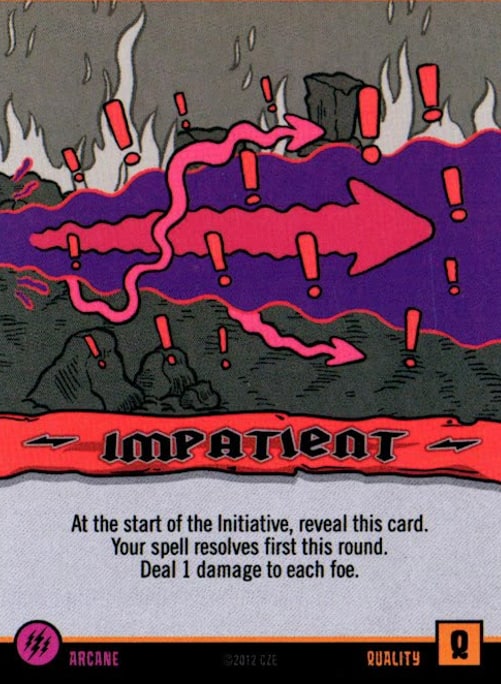 IMPATIENT
At the start of the Initiative, reveal this card.
Your spell resolves first this round.
Deal 1 damage to each foe.
ARCANE ©2012 CZE QUALITY Q